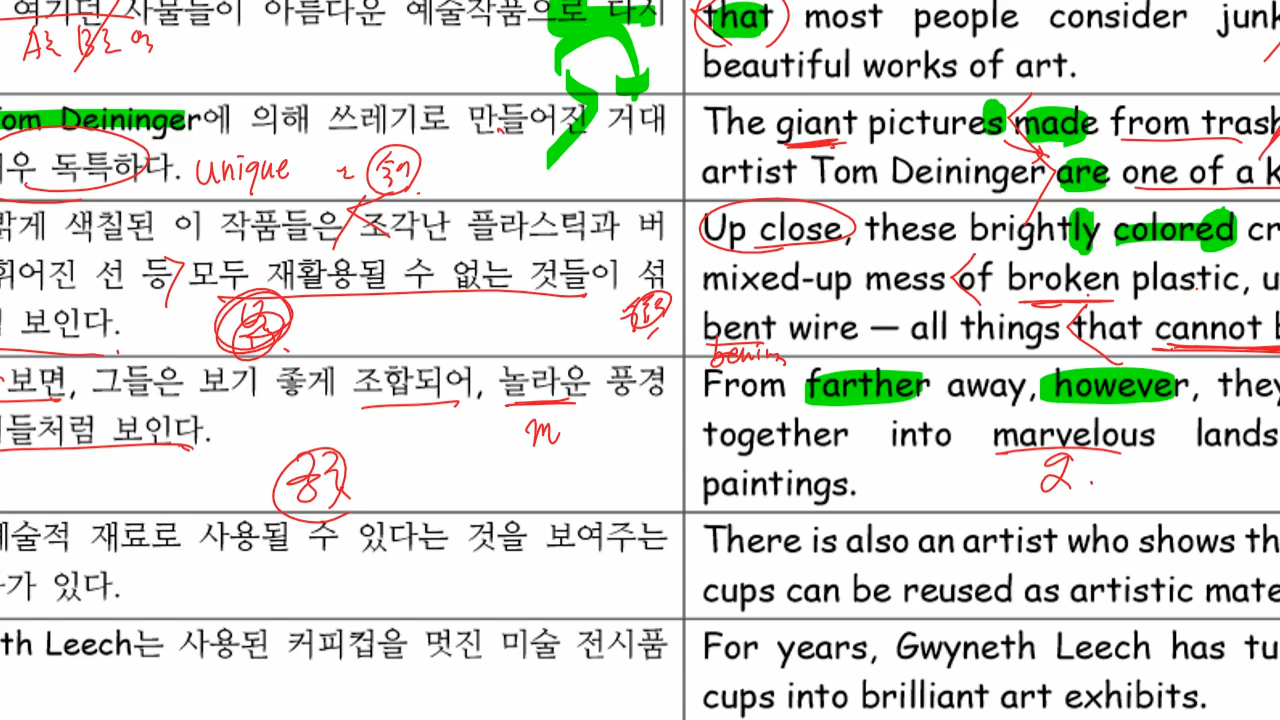 여기던 사물들이 아름다운 예술작품으로 다시
Tom Deininger에 의해 쓰레기로 만들어진 거대
우 독특하다. unique
밝게 색칠된 이 작품들은 조각난 플라스틱과 버
휘어진 선 등 모두 재활용될 수 없는 것들이 섞
보인다.
보면, 그들은 보기 좋게 조합되어, 놀라운 풍경
들처럼 보인다.
m
예술적 재료로 사용될 수 있다는 것을 보여주는
가 있다.
th Leech는 사용된 커피컵을 멋진 미술 전시품
that most people consider junk
beautiful works of art.
The giant pictures made from trash
artist Tom Deininger are one of a k
Up close, these brightly colored cr
mixed-up mess of broken plastic, u
bent wire — all things that cannot b
From farther away, however, they
together into marvelous lands
2
paintings.
There is also an artist who shows th
cups can be reused as artistic mate
For years, Gwyneth Leech has tu
cups into brilliant art exhibits.